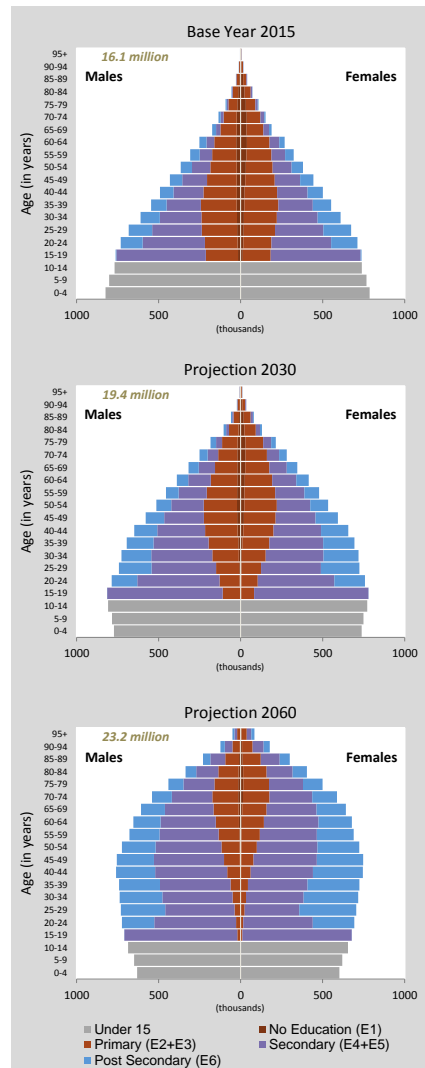 Base Year 2015
16.1 million
Males
Females
Age (in years)
95+
90-94
85-89
80-84
75-79
70-74
65-69
60-64
55-59
50-54
45-49
40-44
35-39
30-34
25-29
20-24
15-19
10-14
5-9
0-4
1000 500 0 500 1000
(thousands)
Projection 2030
19.4 million
Males
Females
Age (in years)
95+
90-94
85-89
80-84
75-79
70-74
65-69
60-64
55-59
50-54
45-49
40-44
35-39
30-34
25-29
20-24
15-19
10-14
5-9
0-4
1000 500 0 500 1000
(thousands)
Projection 2060
23.2 million
Males
Females
Age (in years)
95+
90-94
85-89
80-84
75-79
70-74
65-69
60-64
55-59
50-54
45-49
40-44
35-39
30-34
25-29
20-24
15-19
10-14
5-9
0-4
1000 500 0 500 1000
(thousands)
Under 15 No Education (E1)
Primary (E2+E3) Secondary (E4+E5)
Post Secondary (E6)